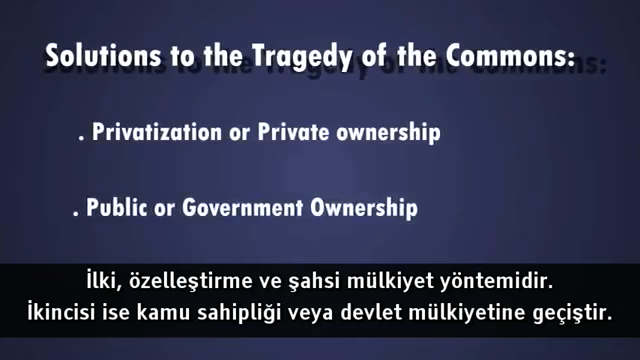 Solutions to the Tragedy of the Commons:
. Privatization or Private ownership
. Public or Government Ownership
İlki, özelleştirme ve şahsi mülkiyet yöntemidir.
İkincisi ise kamu sahipliği veya devlet mülkiyetine geçiştir.